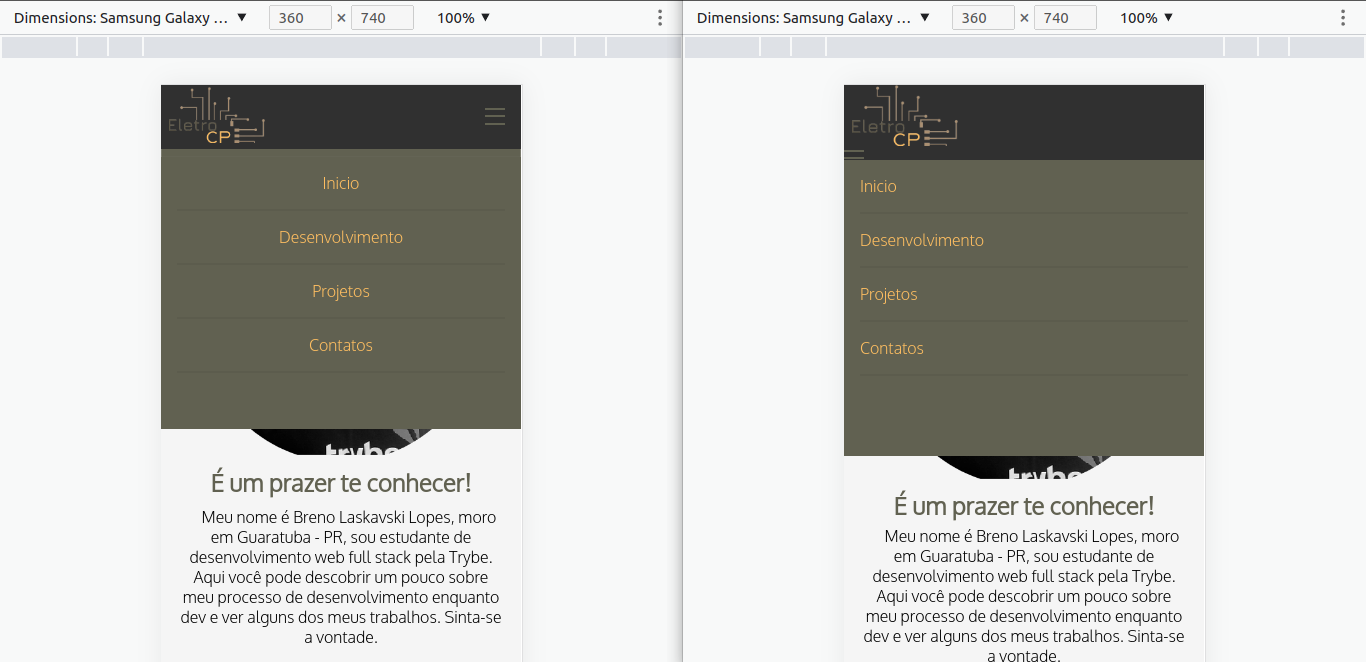 Dimensions: Samsung Galaxy ... ▼ 360 × 740 100% ▼
Eletro
CP
Inicio
Desenvolvimento
Projetos
Contatos
É um prazer te conhecer!
Meu nome é Breno Laskavski Lopes, moro
em Guaratuba - PR, sou estudante de
desenvolvimento web full stack pela Trybe.
Aqui você pode descobrir um pouco sobre
meu processo de desenvolvimento enquanto
dev e ver alguns dos meus trabalhos. Sinta-se
a vontade.
Dimensions: Samsung Galaxy ... ▼ 360 × 740 100% ▼
Eletro
CP
Inicio
Desenvolvimento
Projetos
Contatos
É um prazer te conhecer!
Meu nome é Breno Laskavski Lopes, moro
em Guaratuba - PR, sou estudante de
desenvolvimento web full stack pela Trybe.
Aqui você pode descobrir um pouco sobre
meu processo de desenvolvimento enquanto
dev e ver alguns dos meus trabalhos. Sinta-se
a vontade.